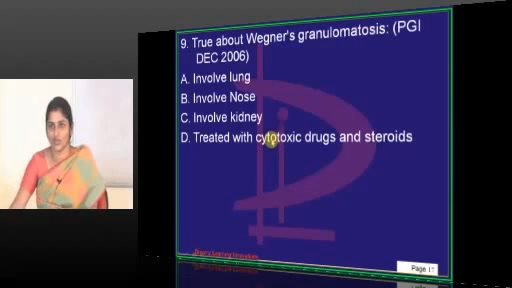 9. True about Wegner's granulomatosis: (PGI
DEC 2006)
A. Involve lung
B. Involve Nose
C. Involve kidney
D. Treated with cytotoxic drugs and steroids
Page 1